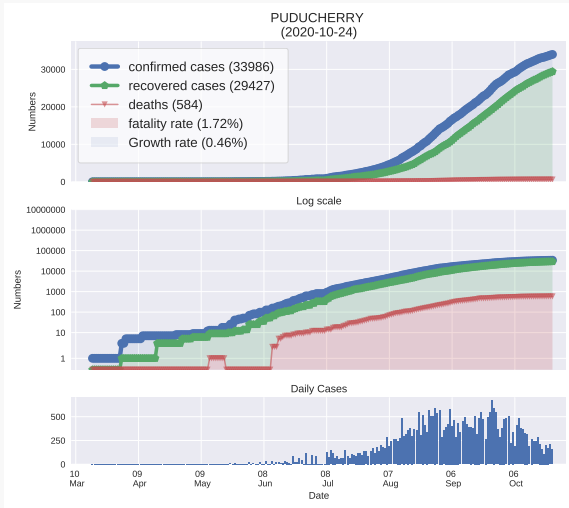 PUDUCHERRY
(2020-10-24)
confirmed cases (33986)
recovered cases (29427)
deaths (584)
fatality rate (1.72%)
Growth rate (0.46%)
Numbers
30000
20000
10000
0
Log scale
Numbers
10000000
1000000
100000
10000
1000
100
10
1
Daily Cases
500
250
0
10 09 09 08 08 07 06 06
Mar Apr May Jun Jul Aug Sep Oct
Date